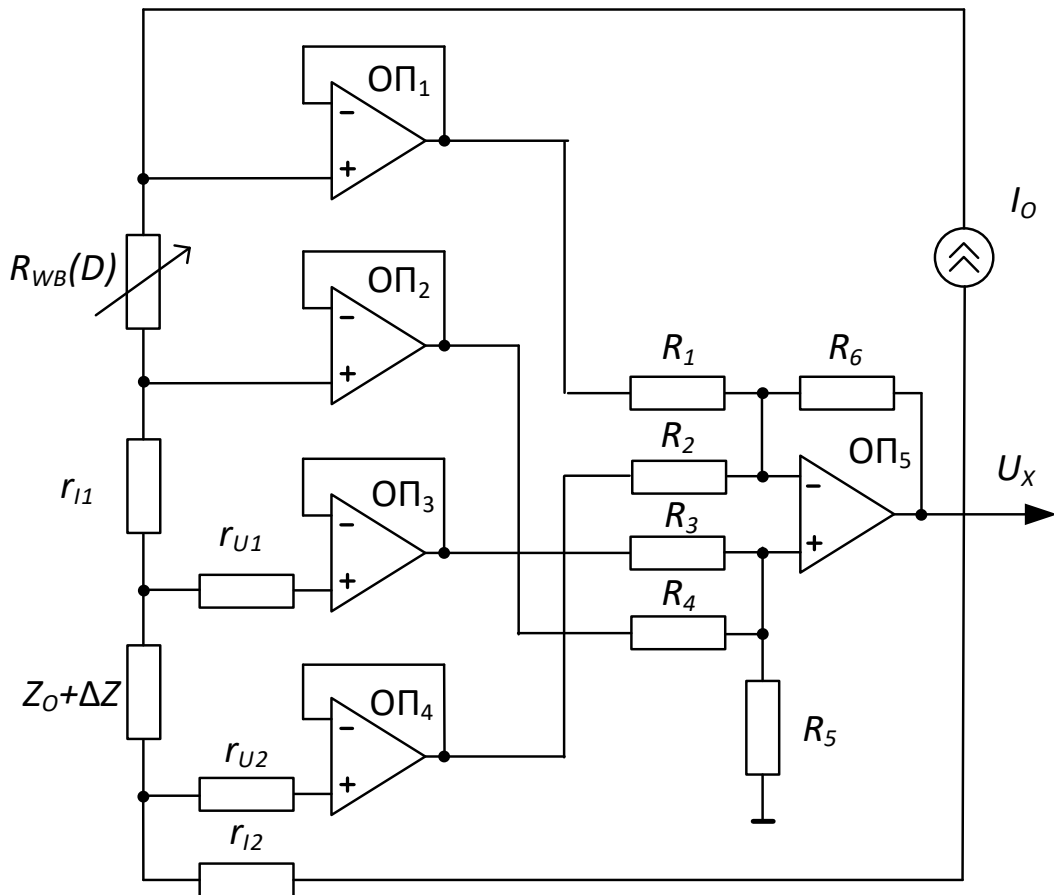 ОП₁
I_O
R_WB(D)
ОП₂
R₁
R₆
r_I1
R₂
ОП₅
U_X
ОП₃
r_U1
R₃
R₄
Z_O+ΔZ
ОП₄
R₅
r_U2
r_I2